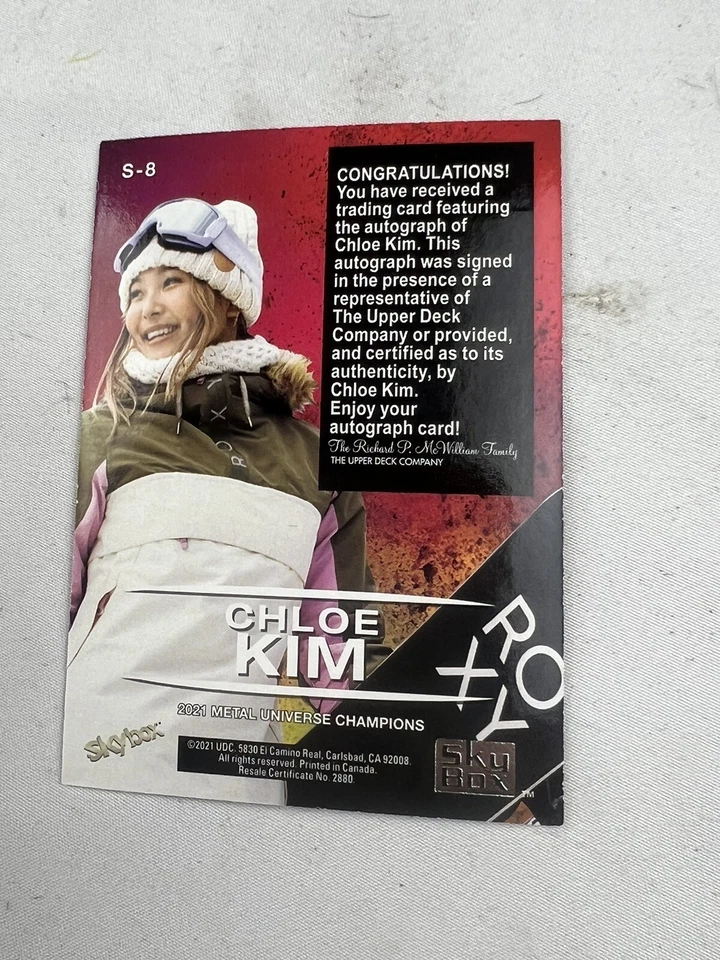 S-8
CONGRATULATIONS!
You have received a
trading card featuring
the autograph of
Chloe Kim. This
autograph was signed
in the presence of a
representative of
The Upper Deck
Company or provided,
and certified as to its
authenticity, by
Chloe Kim.
Enjoy your
autograph card!
The Richard P. McWilliam Family
THE UPPER DECK COMPANY
ROXY
CHLOE
KIM
ROXY
2021 METAL UNIVERSE CHAMPIONS
Skybox™
©2021 UDC. 5830 El Camino Real, Carlsbad, CA 92008.
All rights reserved. Printed in Canada.
Resale Certificate No. 2880.
Sky
Box
TM